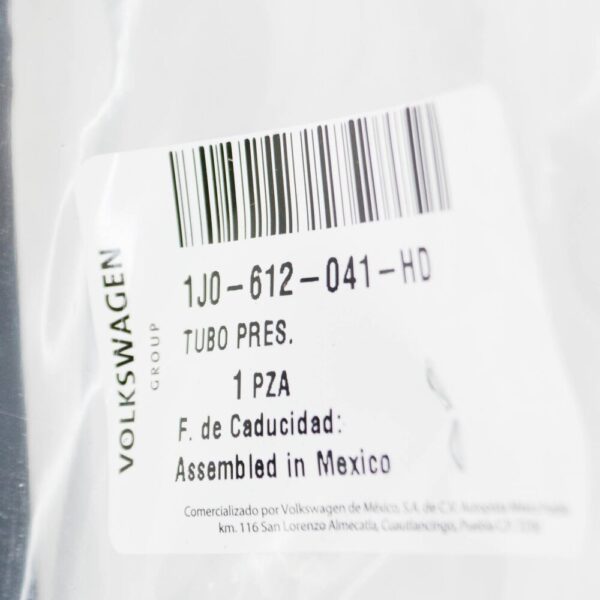 VOLKSWAGEN
GROUP
1J0-612-041-HD
TUBO PRES.
1 PZA
F. de Caducidad:
Assembled in Mexico
Comercializado por Volkswagen de México, S.A. de C.V.
km. 116 San Lorenzo Almecatla, Cuautlancingo, Puebla C.P.